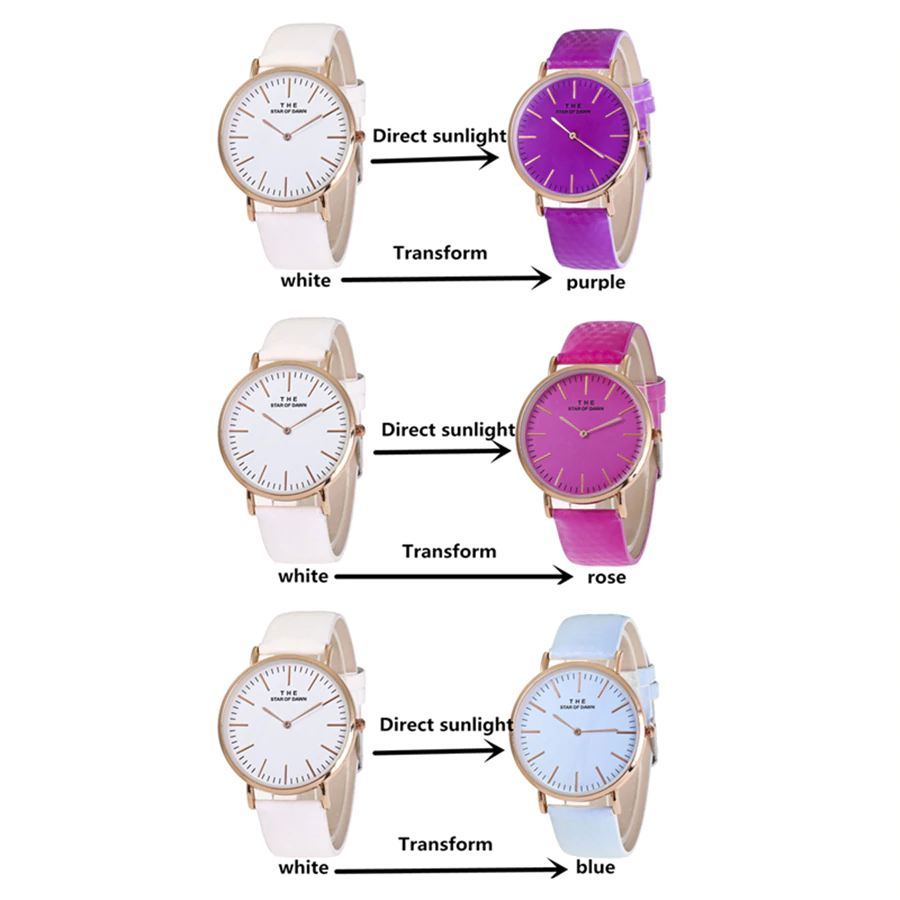 THE
STAR OF DAWN
Direct sunlight
THE
STAR OF DAWN
Transform
white
purple
THE
STAR OF DAWN
Direct sunlight
THE
STAR OF DAWN
Transform
white
rose
THE
STAR OF DAWN
Direct sunlight
THE
STAR OF DAWN
Transform
white
blue